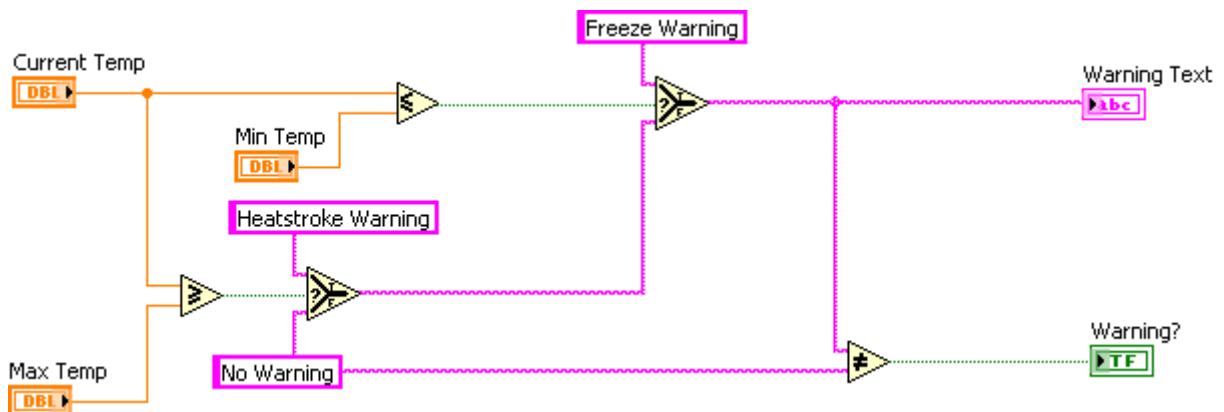 Freeze Warning
Current Temp
DBL
Warning Text
abc
≤
? T F
Min Temp
DBL
Heatstroke Warning
≥
? T F
Warning?
TF
≠
No Warning
Max Temp
DBL